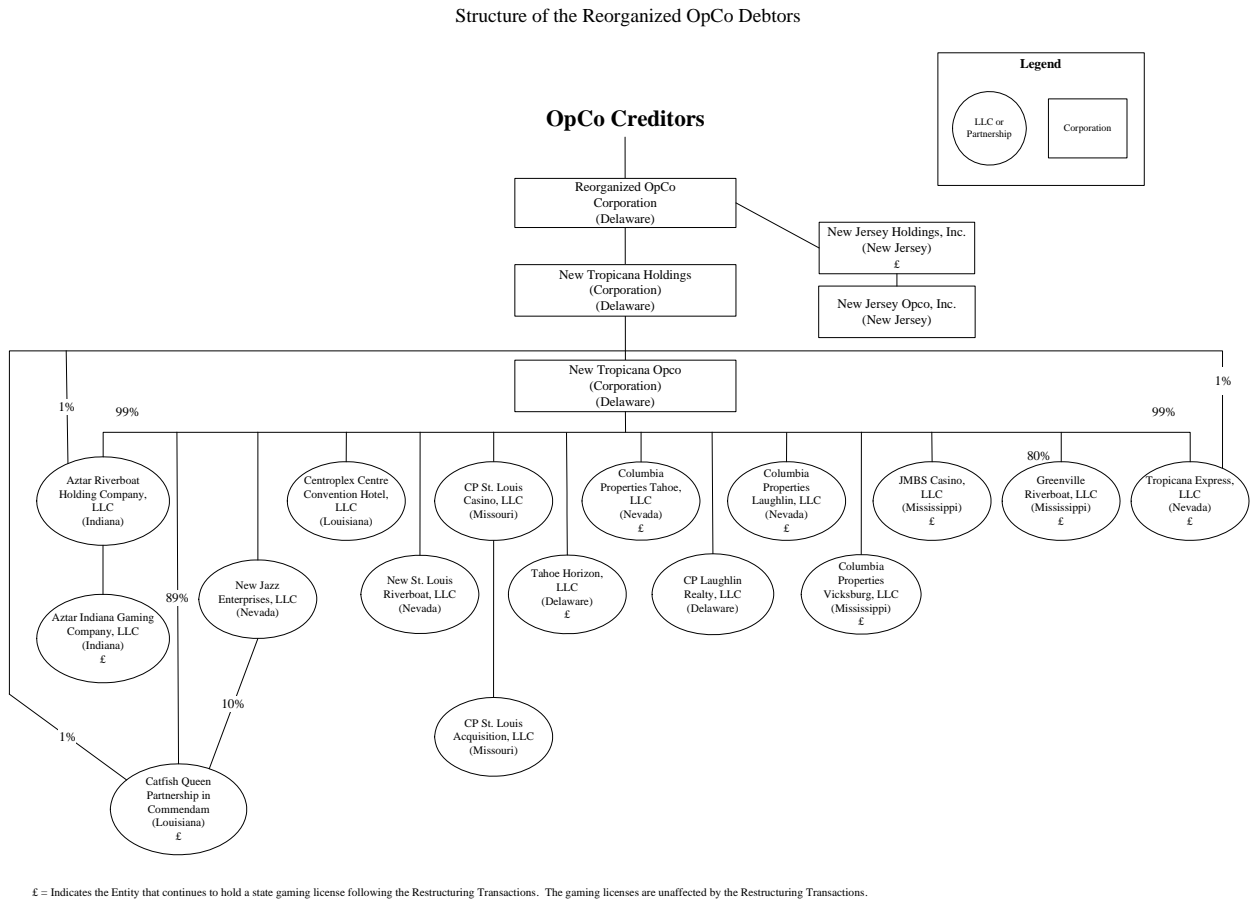 Structure of the Reorganized OpCo Debtors
Legend
LLC or
Partnership
Corporation
OpCo Creditors
Reorganized OpCo
Corporation
(Delaware)
New Jersey Holdings, Inc.
(New Jersey)
£
New Tropicana Holdings
(Corporation)
(Delaware)
New Jersey Opco, Inc.
(New Jersey)
New Tropicana Opco
(Corporation)
(Delaware)
1%
99%
99%
1%
80%
Aztar Riverboat
Holding Company,
LLC
(Indiana)
Centroplex Centre
Convention Hotel,
LLC
(Louisiana)
CP St. Louis
Casino, LLC
(Missouri)
Columbia
Properties Tahoe,
LLC
(Nevada)
£
Columbia
Properties
Laughlin, LLC
(Nevada)
£
JMBS Casino,
LLC
(Mississippi)
£
Greenville
Riverboat, LLC
(Mississippi)
£
Tropicana Express,
LLC
(Nevada)
£
Aztar Indiana Gaming
Company, LLC
(Indiana)
£
89%
New Jazz
Enterprises, LLC
(Nevada)
New St. Louis
Riverboat, LLC
(Nevada)
Tahoe Horizon,
LLC
(Delaware)
£
CP Laughlin
Realty, LLC
(Delaware)
Columbia
Properties
Vicksburg, LLC
(Mississippi)
£
10%
1%
CP St. Louis
Acquisition, LLC
(Missouri)
Catfish Queen
Partnership in
Commendam
(Louisiana)
£
£ = Indicates the Entity that continues to hold a state gaming license following the Restructuring Transactions.  The gaming licenses are unaffected by the Restructuring Transactions.